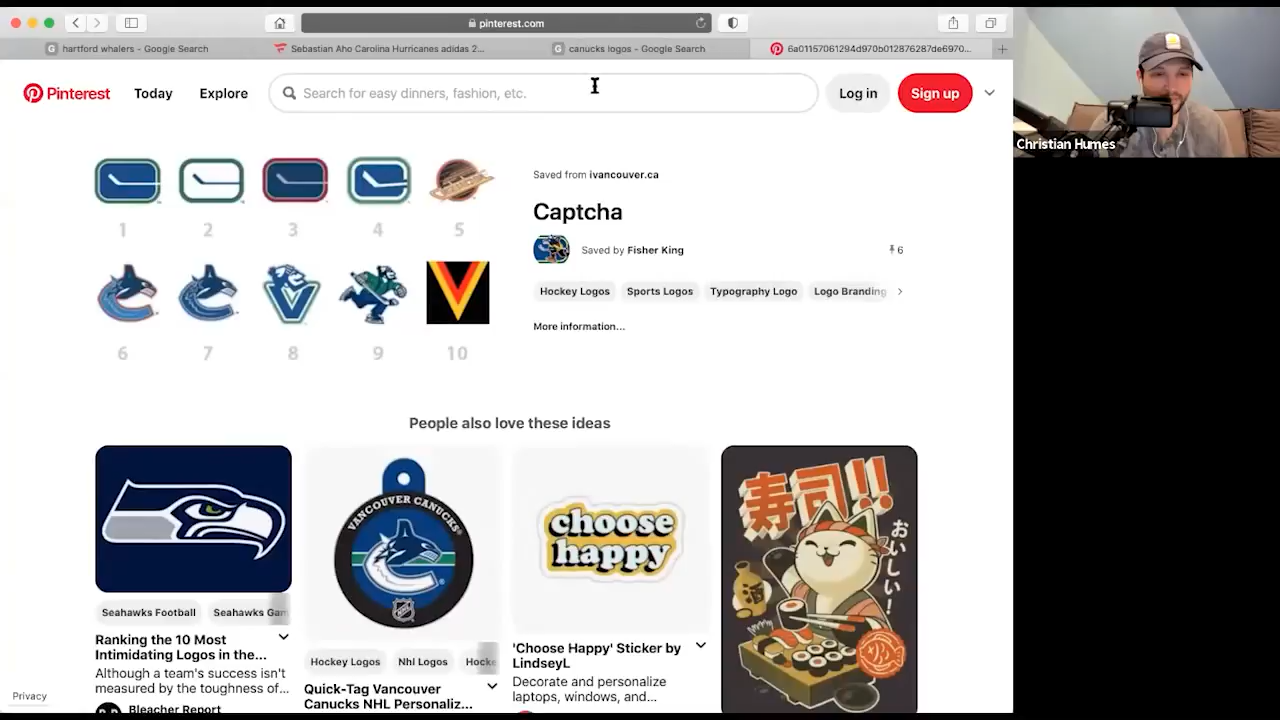 pinterest.com
hartford whalers - Google Search
Sebastian Aho Carolina Hurricanes adidas 2...
canucks logos - Google Search
6a01157061294d970b012876287de6970...
Christian Humes
Pinterest
Today
Explore
Search for easy dinners, fashion, etc.
Log in
Sign up
1 2 3 4 5
6 7 8 9 10
Saved from ivancouver.ca
Captcha
Saved by Fisher King
6
Hockey Logos
Sports Logos
Typography Logo
Logo Branding
More information...
People also love these ideas
Seahawks Football
Seahawks Gam
Ranking the 10 Most
Intimidating Logos in the...
Although a team's success isn't
measured by the toughness of...
Bleacher Report
VANCOUVER CANUCKS
NHL
Hockey Logos
Nhl Logos
Hocke
Quick-Tag Vancouver
Canucks NHL Personaliz...
choose
happy
'Choose Happy' Sticker by
LindseyL
Decorate and personalize
laptops, windows, and...
寿司!!
おいしい!
酒
Privacy